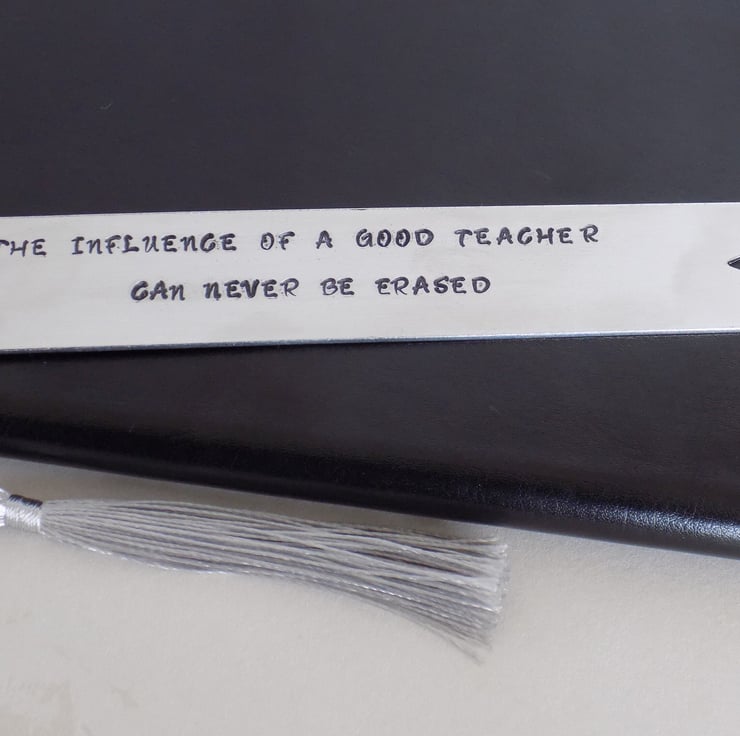 THE INFLUENCE OF A GOOD TEACHER
CAN NEVER BE ERASED